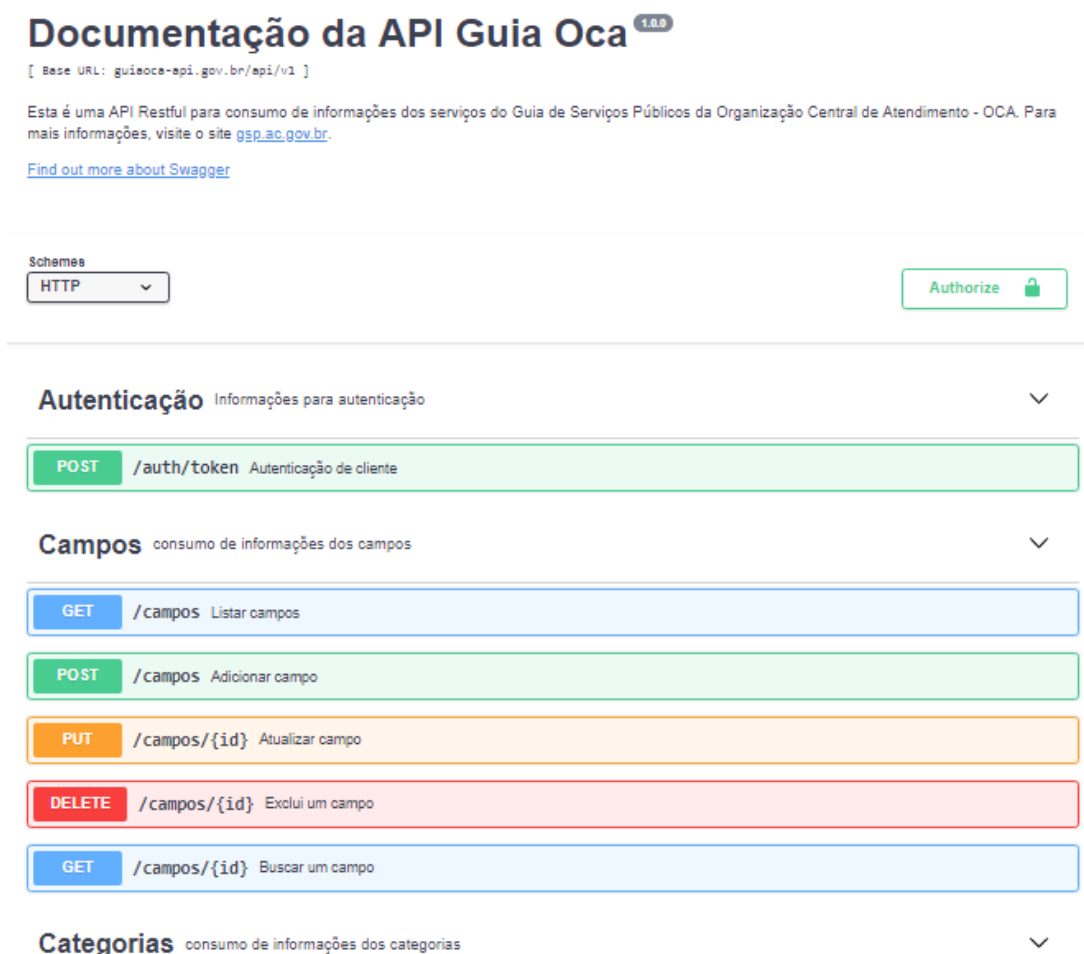 Documentação da API Guia Oca 1.0.0
[ Base URL: guiaoca-api.gov.br/api/v1 ]
Esta é uma API Restful para consumo de informações dos serviços do Guia de Serviços Públicos da Organização Central de Atendimento - OCA. Para
mais informações, visite o site gsp.ac.gov.br.
Find out more about Swagger
Schemes
HTTP
Authorize
Autenticação Informações para autenticação
POST /auth/token Autenticação de cliente
Campos consumo de informações dos campos
GET /campos Listar campos
POST /campos Adicionar campo
PUT /campos/{id} Atualizar campo
DELETE /campos/{id} Exclui um campo
GET /campos/{id} Buscar um campo
Categorias consumo de informações dos categorias